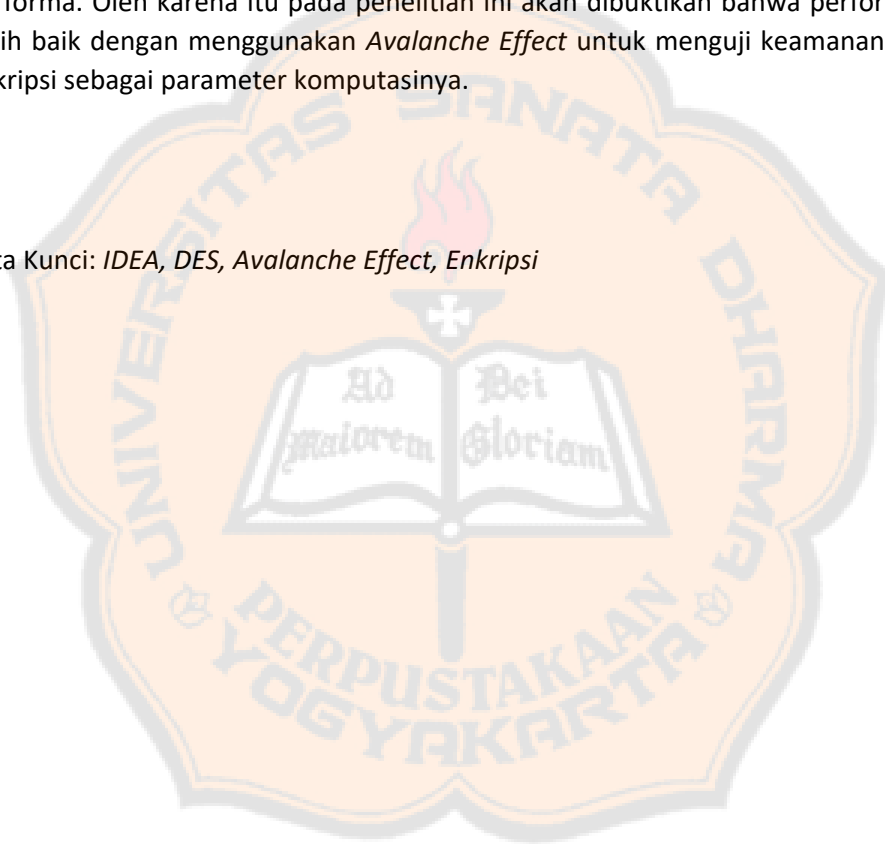 forma. Oleh karena itu pada penelitian ini akan dibuktikan bahwa perfor
ih baik dengan menggunakan Avalanche Effect untuk menguji keamanan
kripsi sebagai parameter komputasinya.
ta Kunci: IDEA, DES, Avalanche Effect, Enkripsi
UNIVERSITAS SANATA DHARMA
Ad Dei
Maiorem Gloriam
PERPUSTAKAAN
YOGYAKARTA